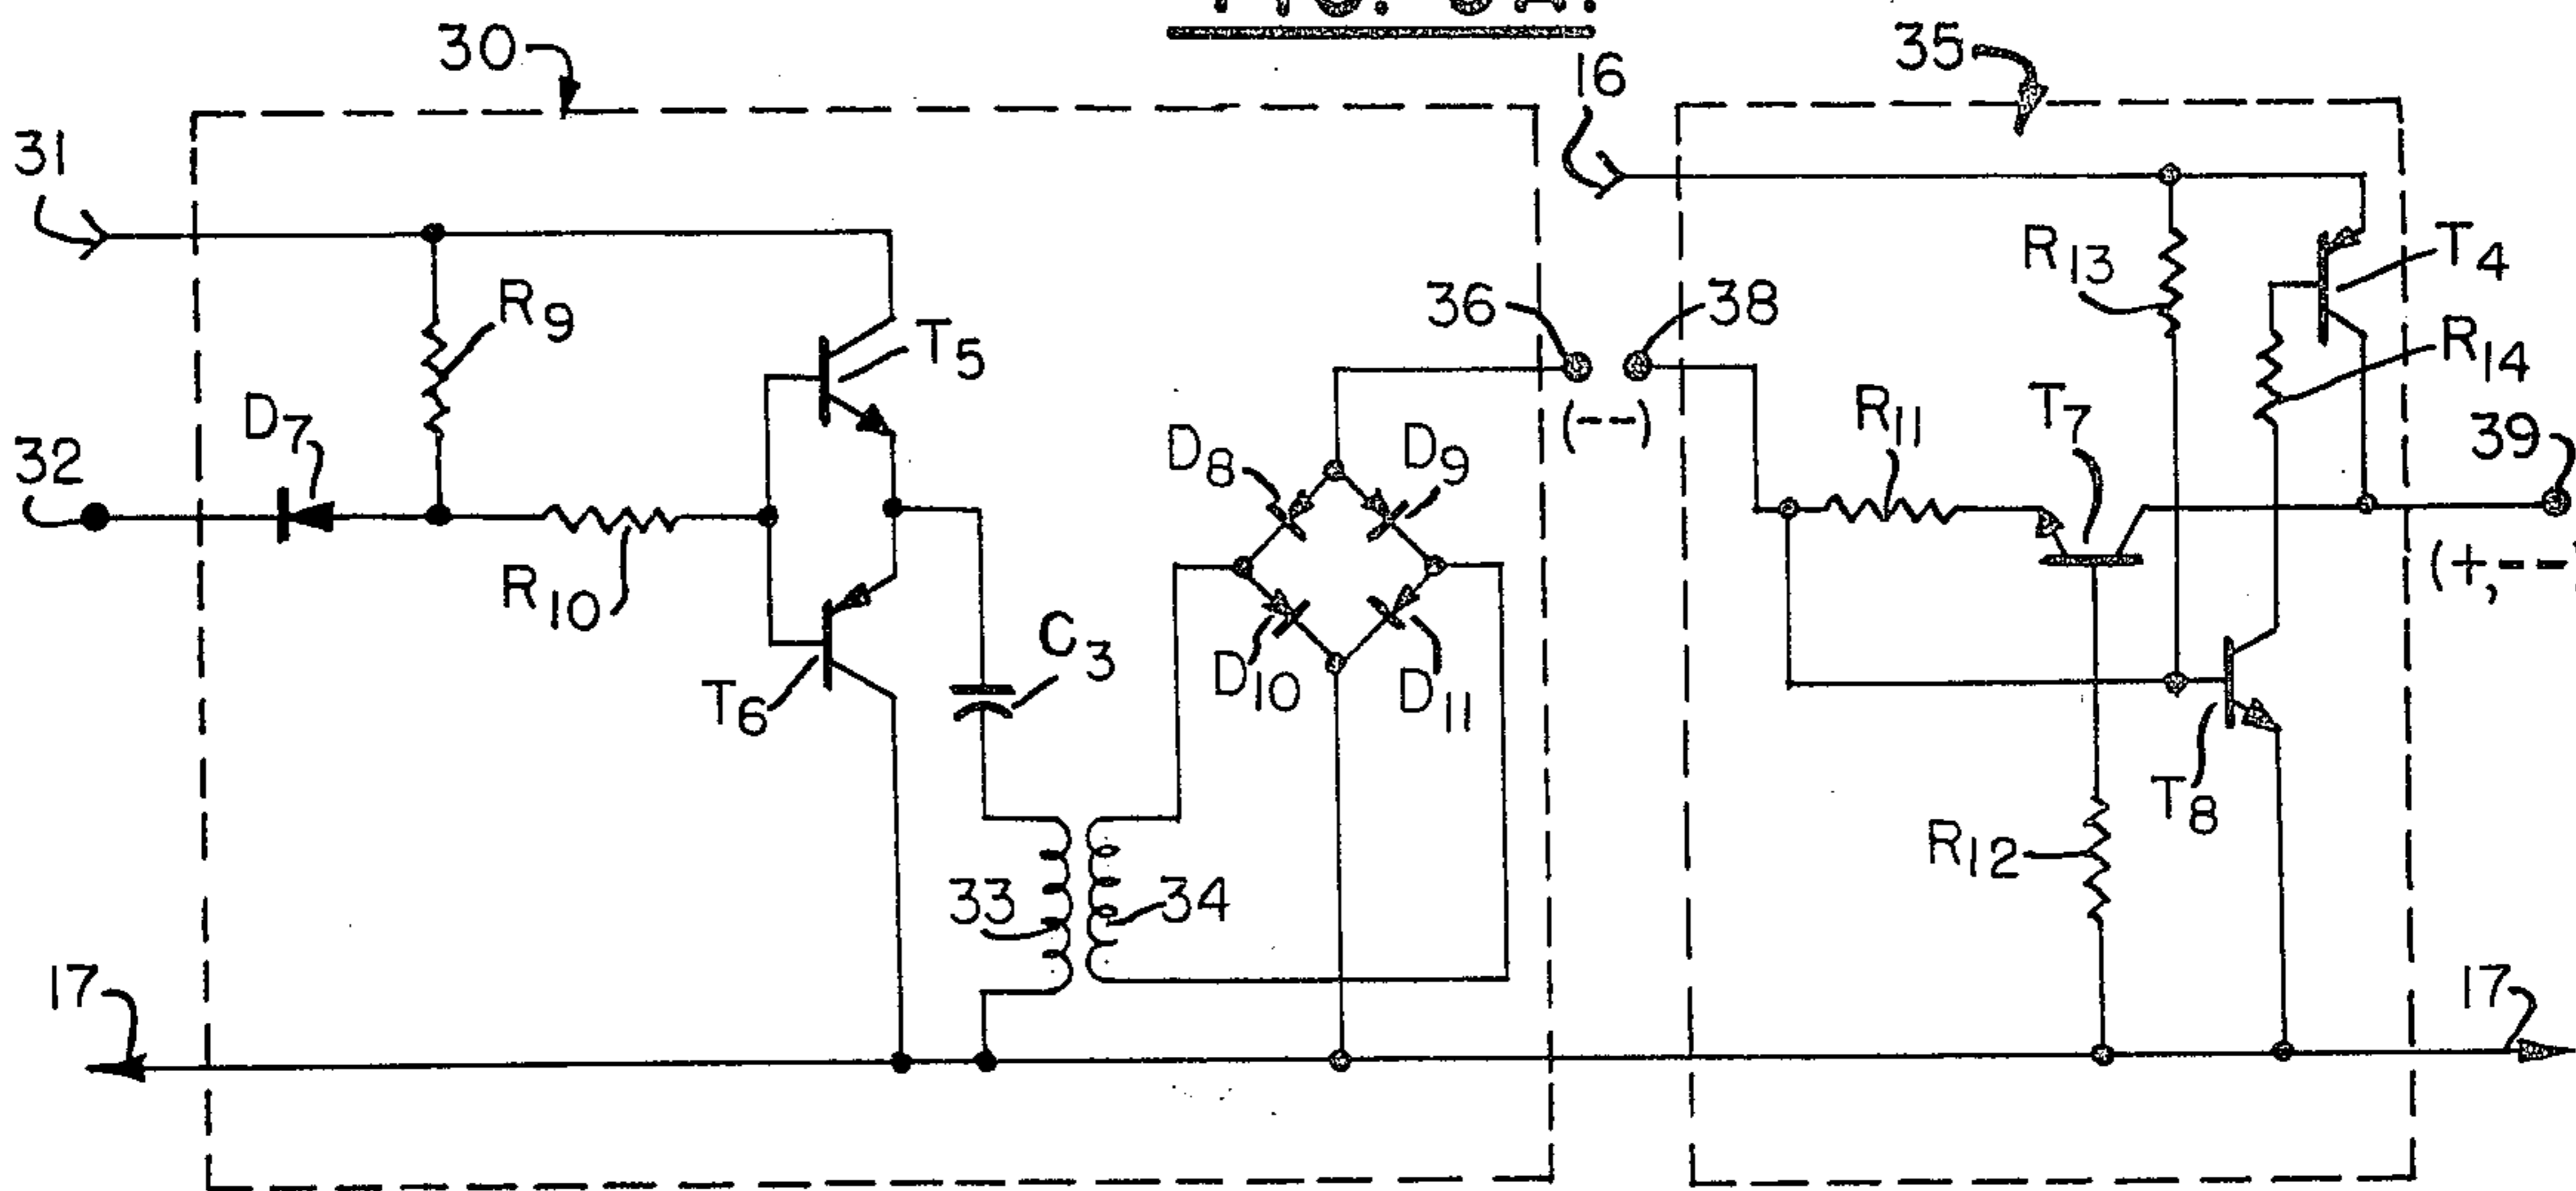 30
35
16
31
R9
R13
T4
T5
36
38
R14
D7
R11
T7
39
32
D8
D9
(--)
R10
(+,--)
C3
D10
D11
T6
T8
R12
33
34
17
17